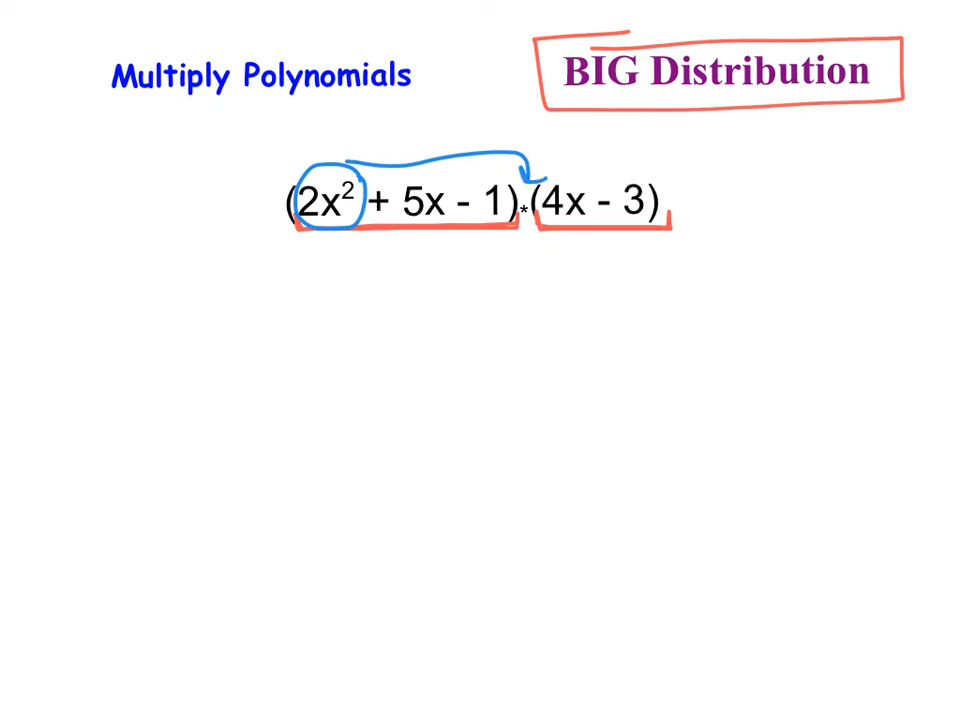 Multiply Polynomials
BIG Distribution
(2x² + 5x - 1)*(4x - 3)